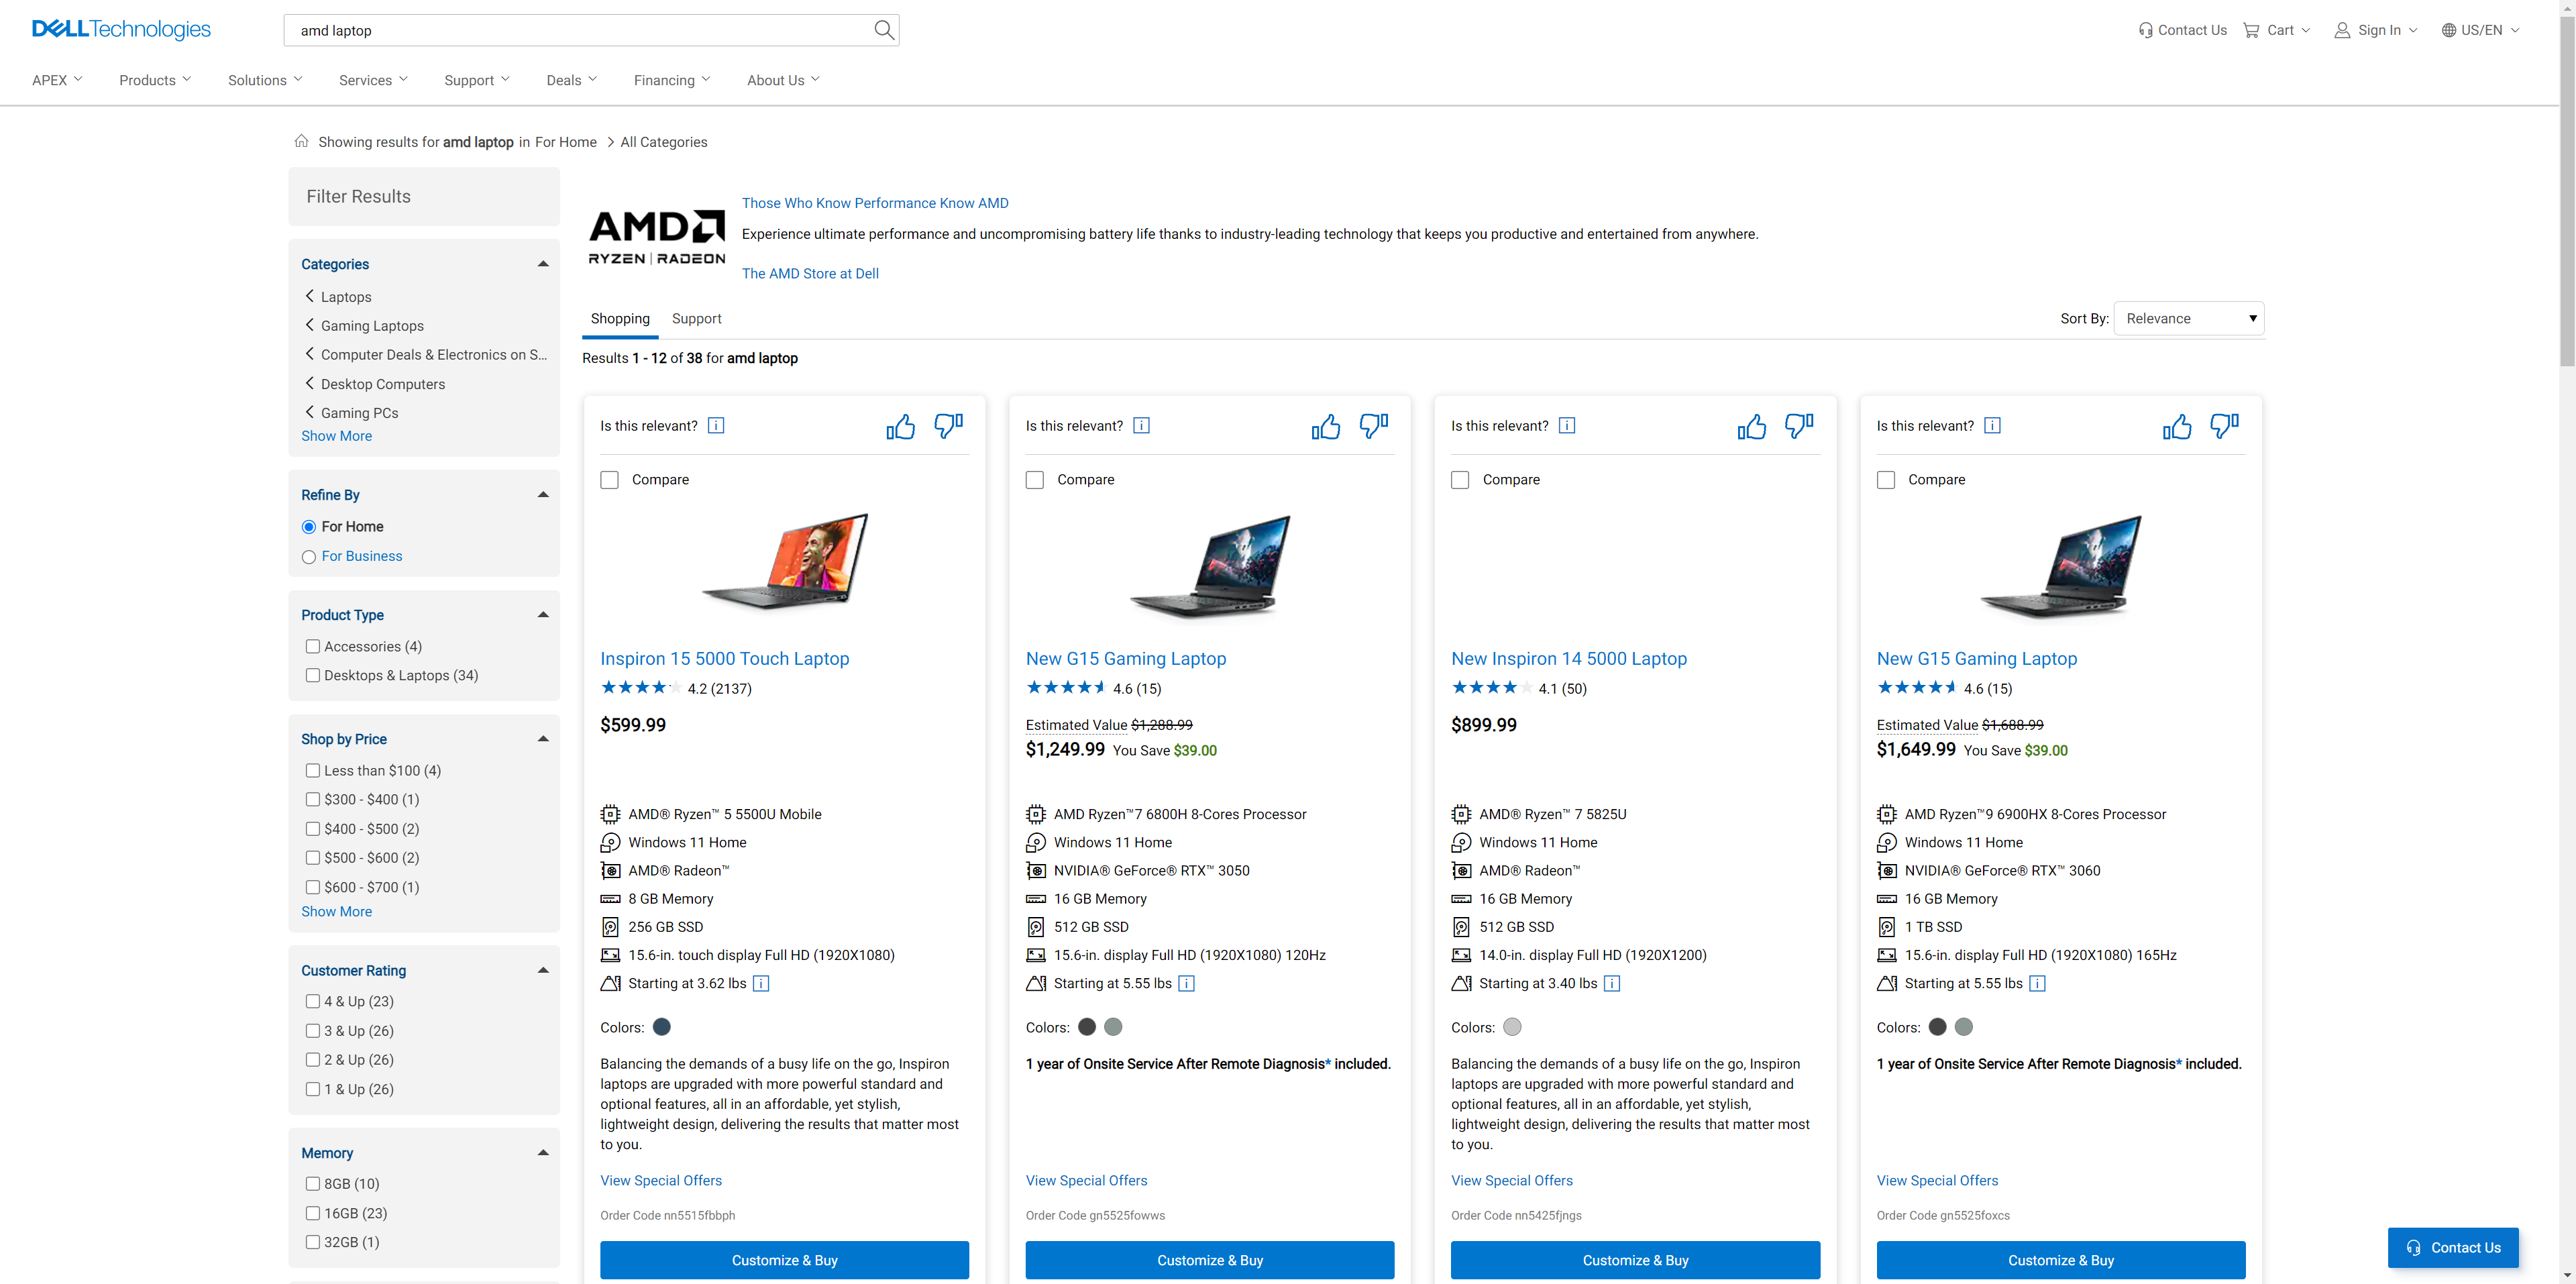 DELL Technologies
amd laptop
Contact Us
Cart
Sign In
US/EN
APEX
Products
Solutions
Services
Support
Deals
Financing
About Us
Showing results for amd laptop in For Home > All Categories
Filter Results
Categories
Laptops
Gaming Laptops
Computer Deals & Electronics on S...
Desktop Computers
Gaming PCs
Show More
Refine By
For Home
For Business
Product Type
Accessories (4)
Desktops & Laptops (34)
Shop by Price
Less than $100 (4)
$300 - $400 (1)
$400 - $500 (2)
$500 - $600 (2)
$600 - $700 (1)
Show More
Customer Rating
4 & Up (23)
3 & Up (26)
2 & Up (26)
1 & Up (26)
Memory
8GB (10)
16GB (23)
32GB (1)
AMD
RYZEN | RADEON
Those Who Know Performance Know AMD
Experience ultimate performance and uncompromising battery life thanks to industry-leading technology that keeps you productive and entertained from anywhere.
The AMD Store at Dell
Shopping
Support
Sort By:
Relevance
Results 1 - 12 of 38 for amd laptop
Is this relevant?
Compare
Inspiron 15 5000 Touch Laptop
4.2 (2137)
$599.99
AMD® Ryzen™ 5 5500U Mobile
Windows 11 Home
AMD® Radeon™
8 GB Memory
256 GB SSD
15.6-in. touch display Full HD (1920X1080)
Starting at 3.62 lbs
Colors:
Balancing the demands of a busy life on the go, Inspiron
laptops are upgraded with more powerful standard and
optional features, all in an affordable, yet stylish,
lightweight design, delivering the results that matter most
to you.
View Special Offers
Order Code nn5515fbbph
Customize & Buy
Is this relevant?
Compare
New G15 Gaming Laptop
4.6 (15)
Estimated Value $1,288.99
$1,249.99 You Save $39.00
AMD Ryzen™7 6800H 8-Cores Processor
Windows 11 Home
NVIDIA® GeForce® RTX™ 3050
16 GB Memory
512 GB SSD
15.6-in. display Full HD (1920X1080) 120Hz
Starting at 5.55 lbs
Colors:
1 year of Onsite Service After Remote Diagnosis* included.
View Special Offers
Order Code gn5525fowws
Customize & Buy
Is this relevant?
Compare
New Inspiron 14 5000 Laptop
4.1 (50)
$899.99
AMD® Ryzen™ 7 5825U
Windows 11 Home
AMD® Radeon™
16 GB Memory
512 GB SSD
14.0-in. display Full HD (1920X1200)
Starting at 3.40 lbs
Colors:
Balancing the demands of a busy life on the go, Inspiron
laptops are upgraded with more powerful standard and
optional features, all in an affordable, yet stylish,
lightweight design, delivering the results that matter most
to you.
View Special Offers
Order Code nn5425fjngs
Customize & Buy
Is this relevant?
Compare
New G15 Gaming Laptop
4.6 (15)
Estimated Value $1,688.99
$1,649.99 You Save $39.00
AMD Ryzen™9 6900HX 8-Cores Processor
Windows 11 Home
NVIDIA® GeForce® RTX™ 3060
16 GB Memory
1 TB SSD
15.6-in. display Full HD (1920X1080) 165Hz
Starting at 5.55 lbs
Colors:
1 year of Onsite Service After Remote Diagnosis* included.
View Special Offers
Order Code gn5525foxcs
Customize & Buy
Contact Us